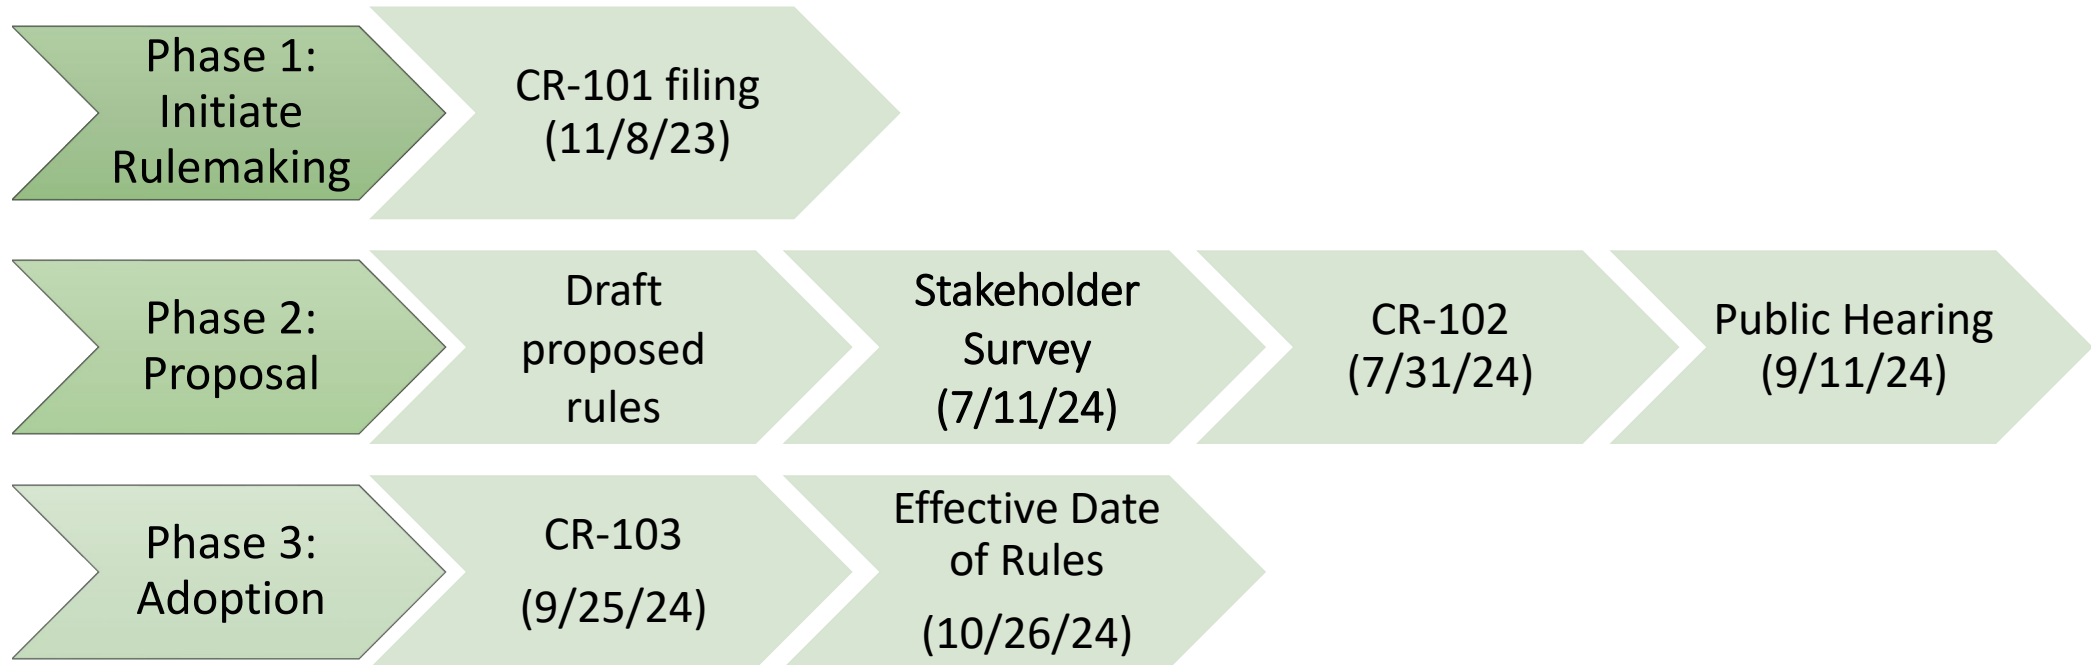 Phase 1:
Initiate
Rulemaking
CR-101 filing
(11/8/23)
Phase 2:
Proposal
Draft
proposed
rules
Stakeholder
Survey
(7/11/24)
CR-102
(7/31/24)
Public Hearing
(9/11/24)
Phase 3:
Adoption
CR-103
(9/25/24)
Effective Date
of Rules
(10/26/24)